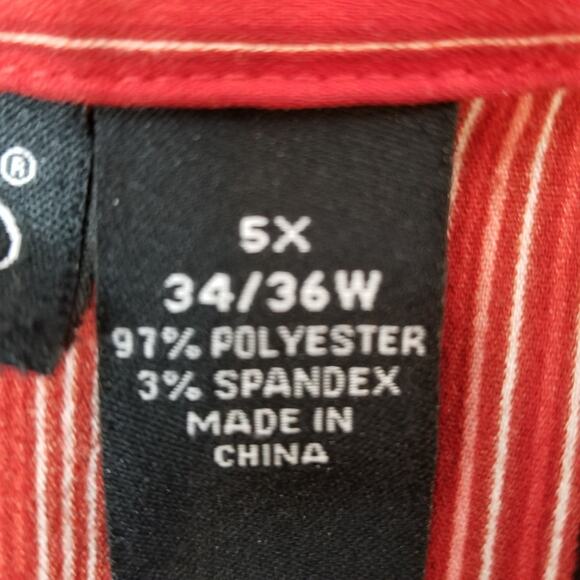 ®
5X
34/36W
97% POLYESTER
3% SPANDEX
MADE IN
CHINA